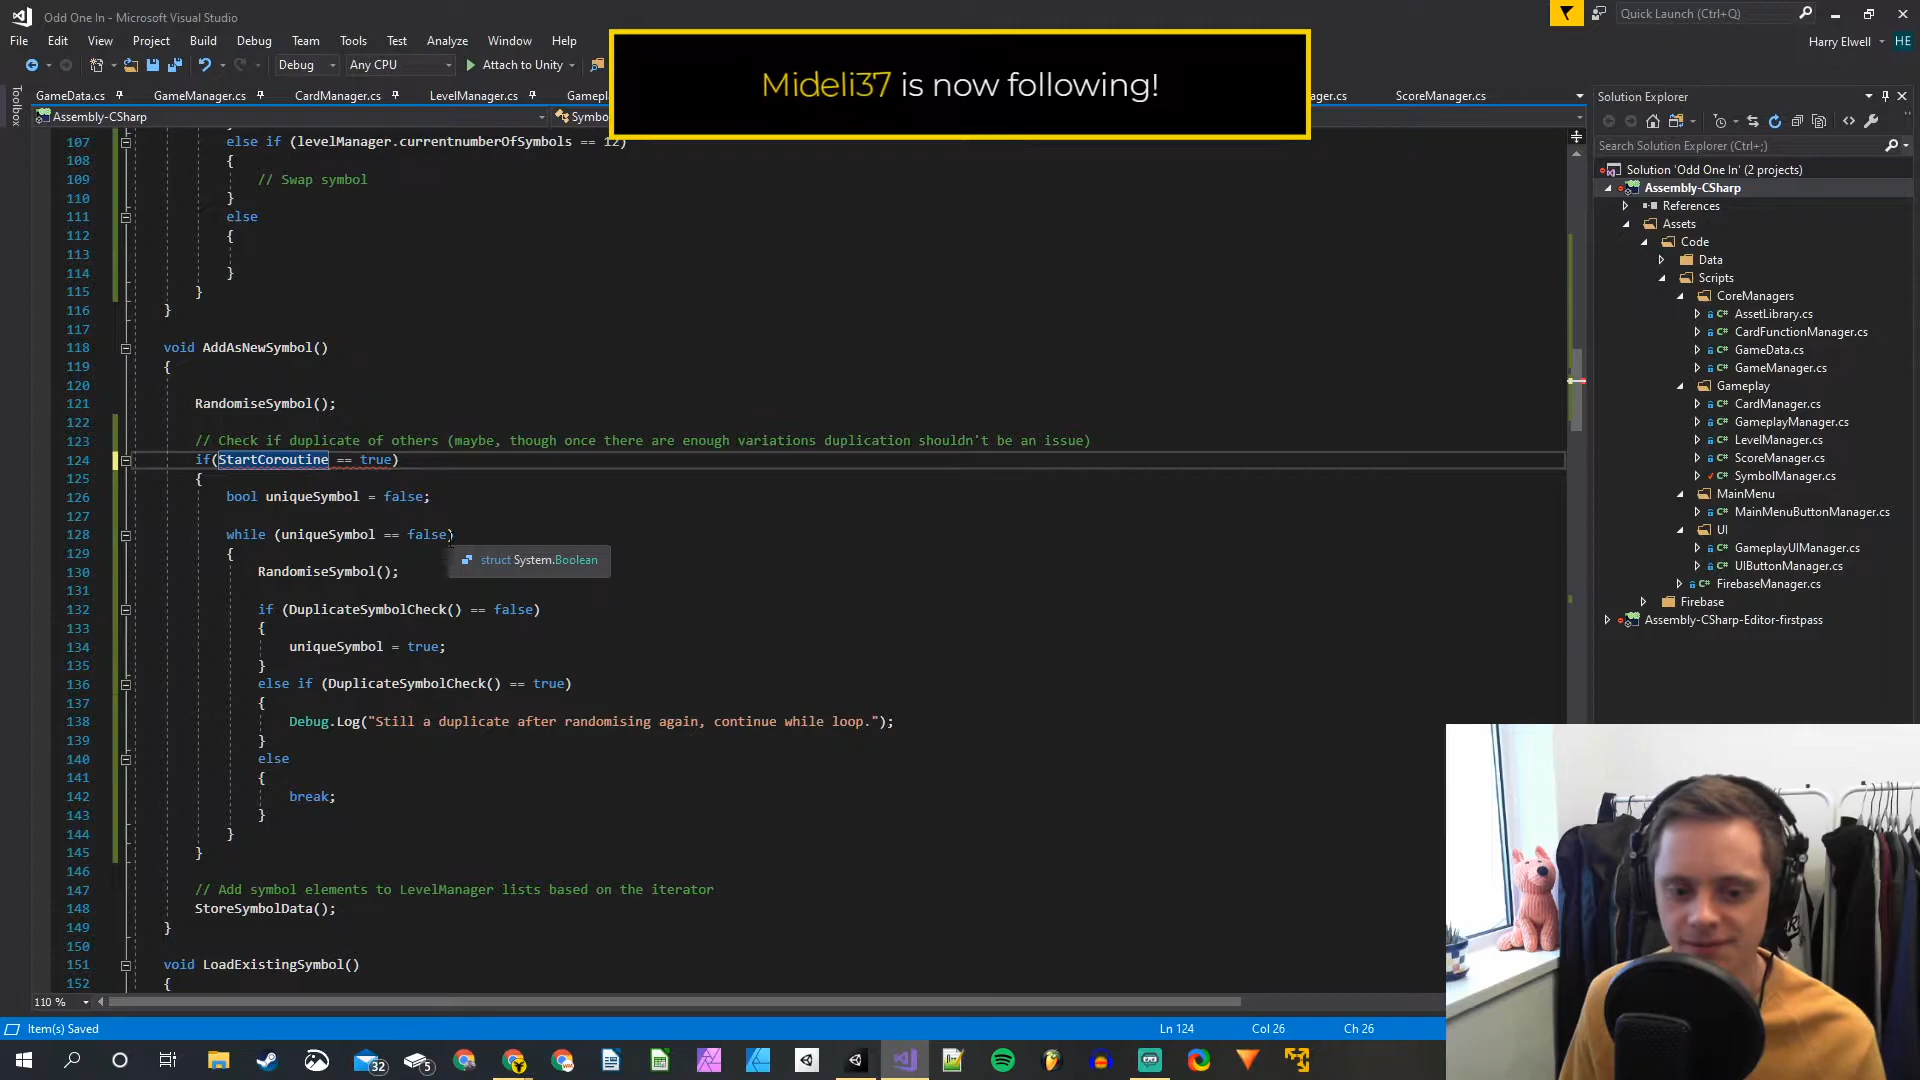 Odd One In - Microsoft Visual Studio
Quick Launch (Ctrl+Q)
File Edit View Project Build Debug Team Tools Test Analyze Window Help
Harry Elwell HE
Debug Any CPU Attach to Unity
Mideli37 is now following!
Toolbox
GameData.cs GameManager.cs CardManager.cs LevelManager.cs ScoreManager.cs
Assembly-CSharp
Solution Explorer
Search Solution Explorer (Ctrl+;)
107 else if (levelManager.currentnumberOfSymbols == 12)
108 {
109 // Swap symbol
110 }
111 else
112 {
113
114 }
115 }
116 }
117
118 void AddAsNewSymbol()
119 {
120
121 RandomiseSymbol();
122
123 // Check if duplicate of others (maybe, though once there are enough variations duplication shouldn't be an issue)
124 if(StartCoroutine == true)
125 {
126 bool uniqueSymbol = false;
127
128 while (uniqueSymbol == false)
129 {
struct System.Boolean
130 RandomiseSymbol();
131
132 if (DuplicateSymbolCheck() == false)
133 {
134 uniqueSymbol = true;
135 }
136 else if (DuplicateSymbolCheck() == true)
137 {
138 Debug.Log("Still a duplicate after randomising again, continue while loop.");
139 }
140 else
141 {
142 break;
143 }
144 }
145 }
146
147 // Add symbol elements to LevelManager lists based on the iterator
148 StoreSymbolData();
149 }
150
151 void LoadExistingSymbol()
152 {
Solution 'Odd One In' (2 projects)
Assembly-CSharp
References
Assets
Code
Data
Scripts
CoreManagers
AssetLibrary.cs
CardFunctionManager.cs
GameData.cs
GameManager.cs
Gameplay
CardManager.cs
GameplayManager.cs
LevelManager.cs
ScoreManager.cs
SymbolManager.cs
MainMenu
MainMenuButtonManager.cs
UI
GameplayUIManager.cs
UIButtonManager.cs
FirebaseManager.cs
Firebase
Assembly-CSharp-Editor-firstpass
110 %
Item(s) Saved
Ln 124 Col 26 Ch 26
32 5